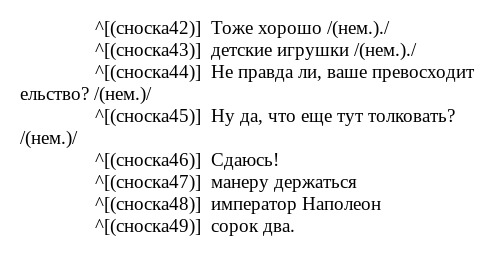 ^[(сноска42)] Тоже хорошо /(нем.)./
^[(сноска43)] детские игрушки /(нем.)./
^[(сноска44)] Не правда ли, ваше превосходит
ельство? /(нем.)/
^[(сноска45)] Ну да, что еще тут толковать?
/(нем.)/
^[(сноска46)] Сдаюсь!
^[(сноска47)] манеру держаться
^[(сноска48)] император Наполеон
^[(сноска49)] сорок два.